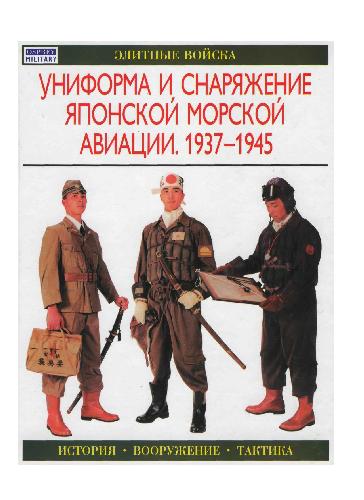 OSPREY
MILITARY
ЭЛИТНЫЕ ВОЙСКА
УНИФОРМА И СНАРЯЖЕНИЕ
ЯПОНСКОЙ МОРСКОЙ
АВИАЦИИ. 1937–1945
ИСТОРИЯ · ВООРУЖЕНИЕ · ТАКТИКА